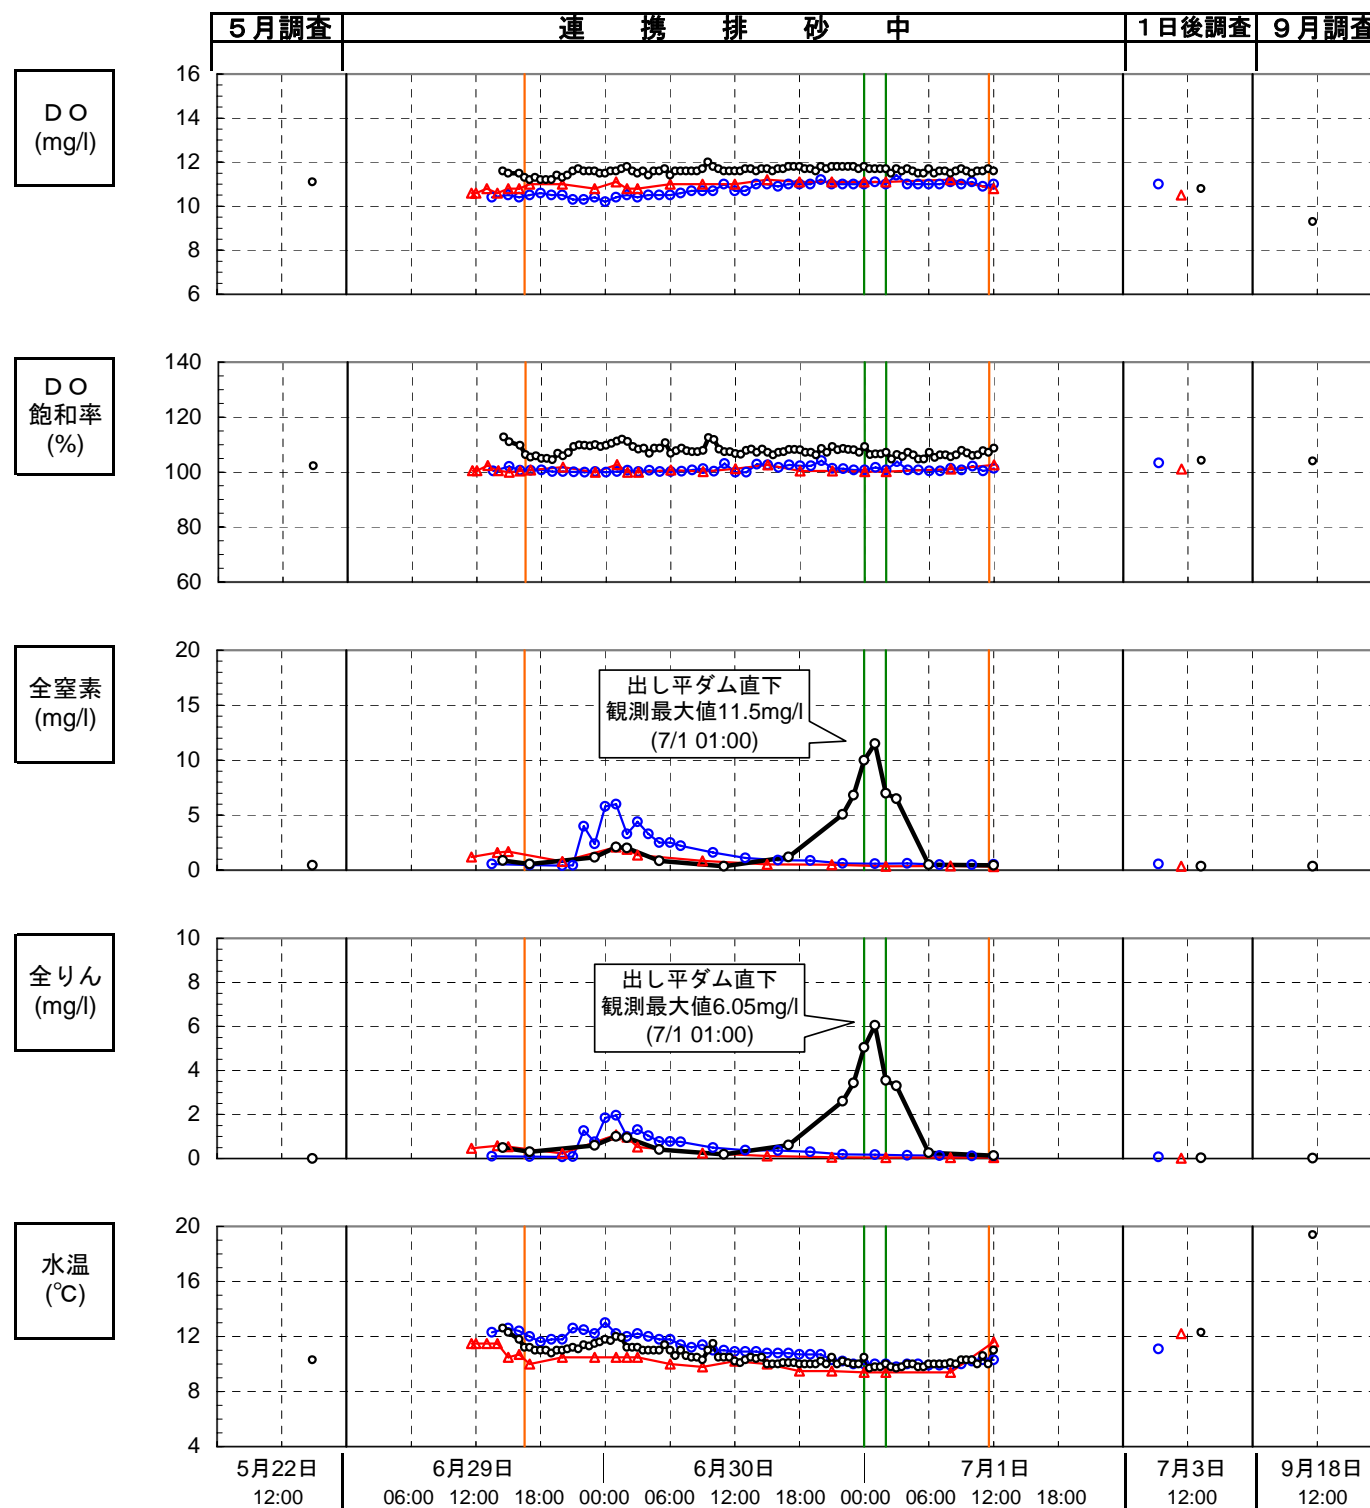 ５月調査 連携排砂中 １日後調査 ９月調査
ＤＯ
(mg/l)
16
14
12
10
8
6
ＤＯ
飽和率
(%)
140
120
100
80
60
全窒素
(mg/l)
20
15
10
5
0
出し平ダム直下
観測最大値11.5mg/l
(7/1 01:00)
全りん
(mg/l)
10
8
6
4
2
0
出し平ダム直下
観測最大値6.05mg/l
(7/1 01:00)
水温
(℃)
20
16
12
8
4
5月22日 6月29日 6月30日 7月1日 7月3日 9月18日
12:00 06:00 12:00 18:00 00:00 06:00 12:00 18:00 00:00 06:00 12:00 18:00 12:00 12:00